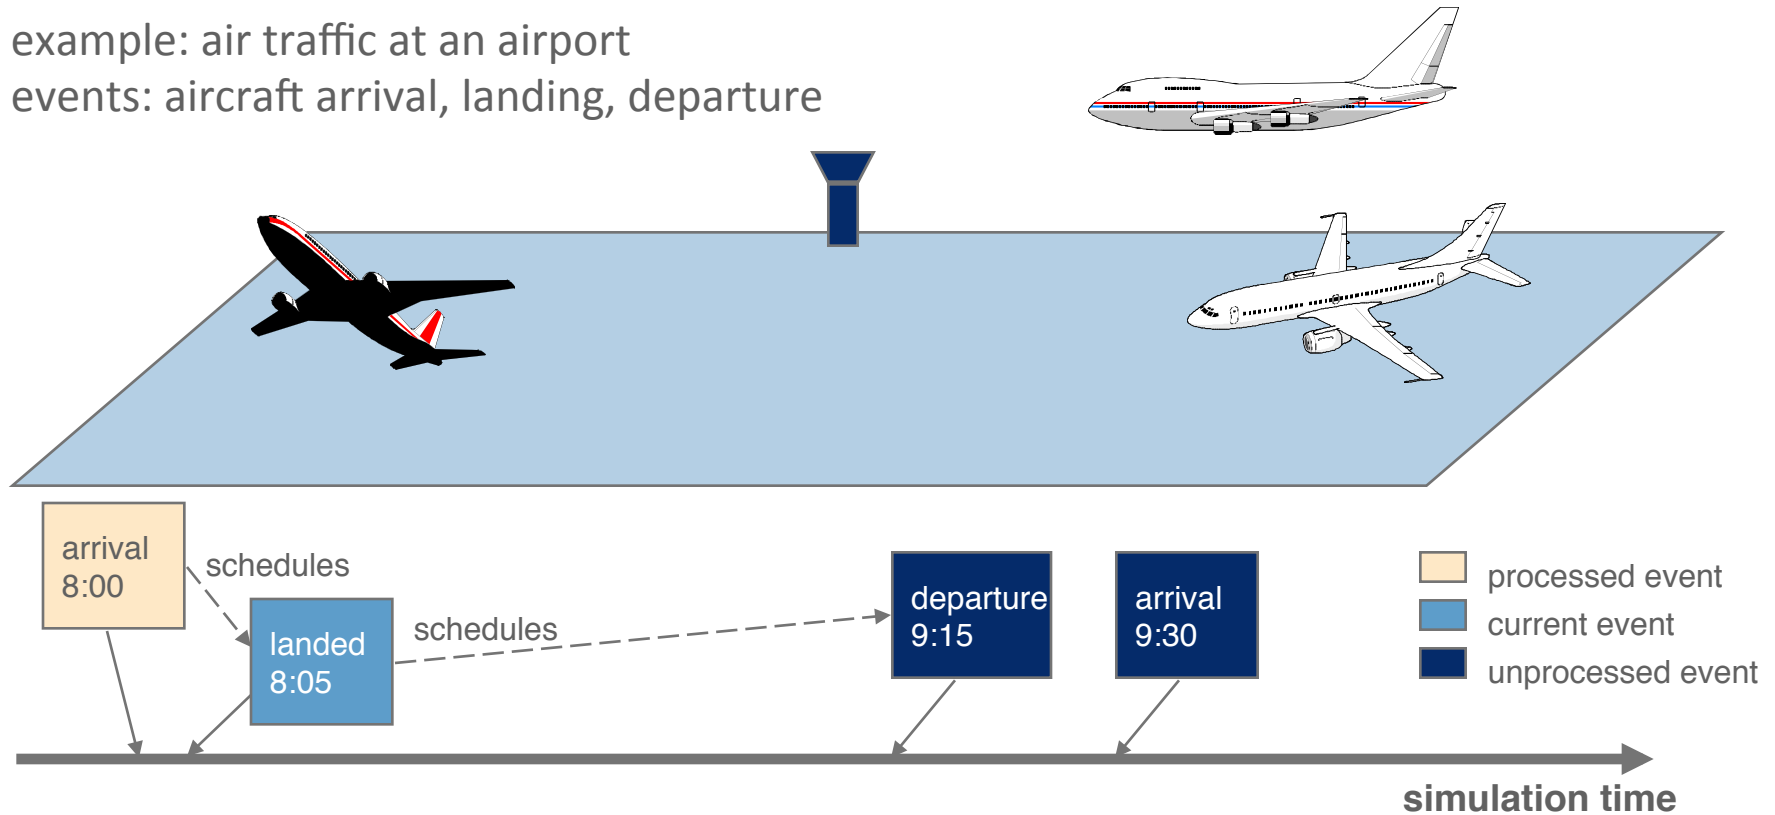 example: air traffic at an airport
events: aircraft arrival, landing, departure
arrival
8:00
schedules
landed
8:05
schedules
departure
9:15
arrival
9:30
processed event
current event
unprocessed event
simulation time